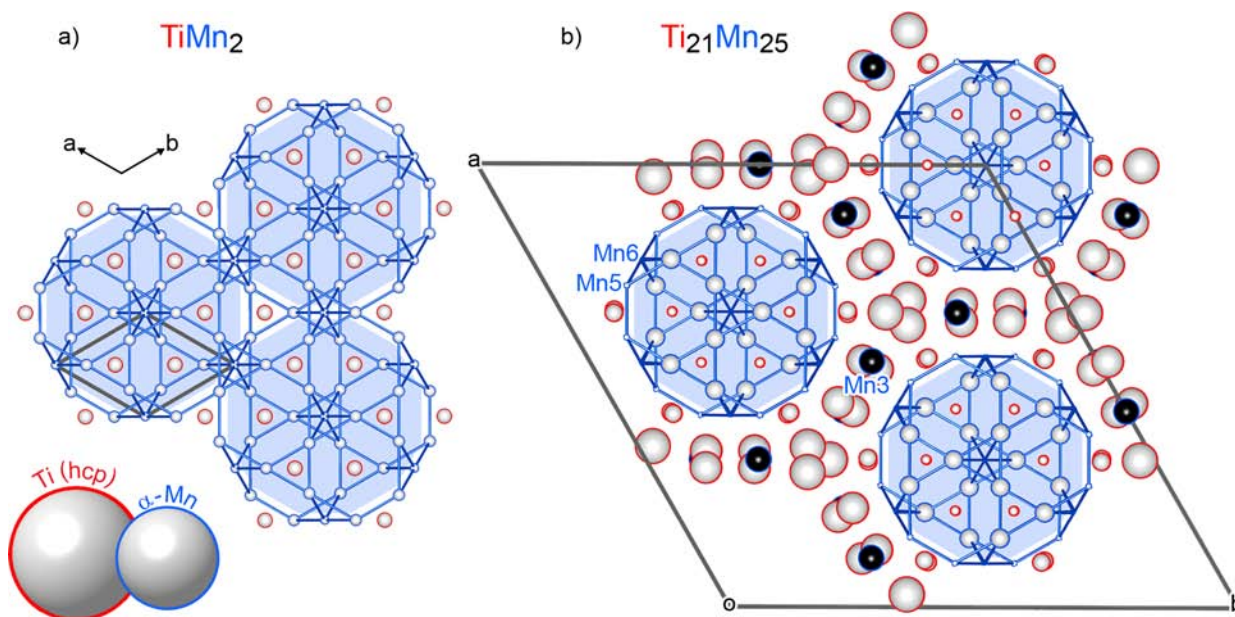 a) TiMn₂
a b
Ti (hcp)
α-Mn
b) Ti₂₁Mn₂₅
a
Mn6
Mn5
Mn3
o
b